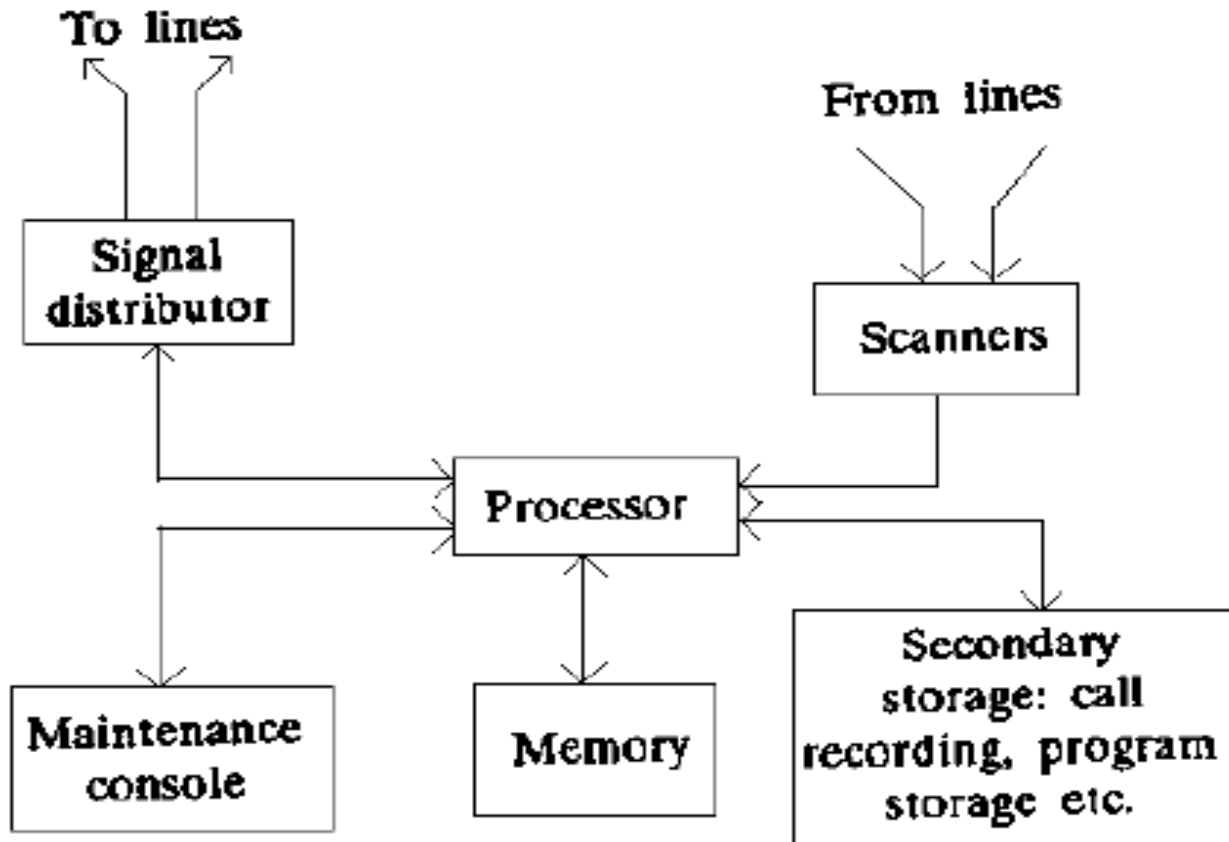 To lines
From lines
Signal
distributor
Scanners
Processor
Maintenance
console
Memory
Secondary
storage: call
recording, program
storage etc.